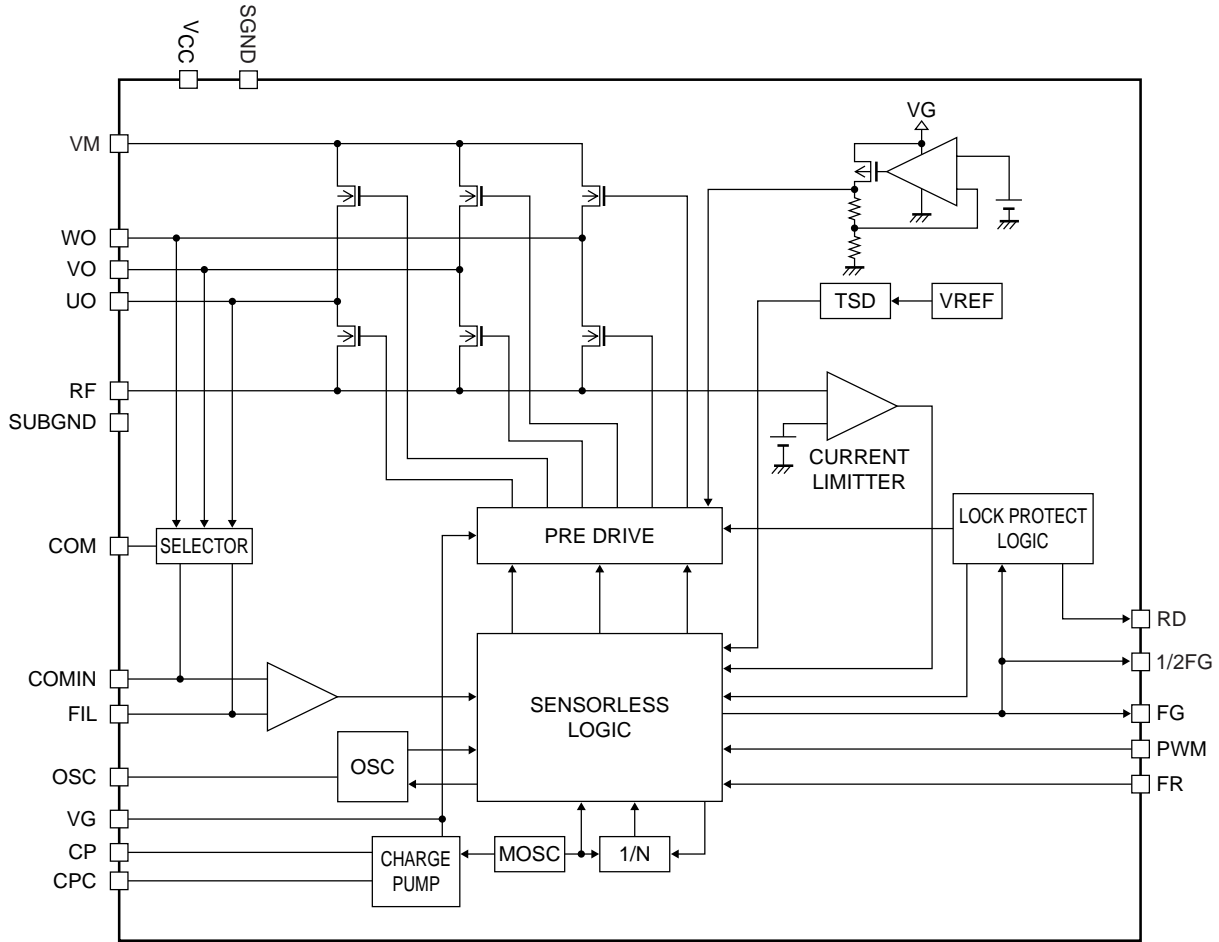 VCC
SGND
VM
VG
WO
VO
UO
TSD
VREF
RF
SUBGND
CURRENT
LIMITTER
LOCK PROTECT
LOGIC
PRE DRIVE
COM
SELECTOR
RD
1/2FG
COMIN
SENSORLESS
LOGIC
FIL
FG
PWM
OSC
OSC
FR
VG
CP
CHARGE
PUMP
MOSC
1/N
CPC